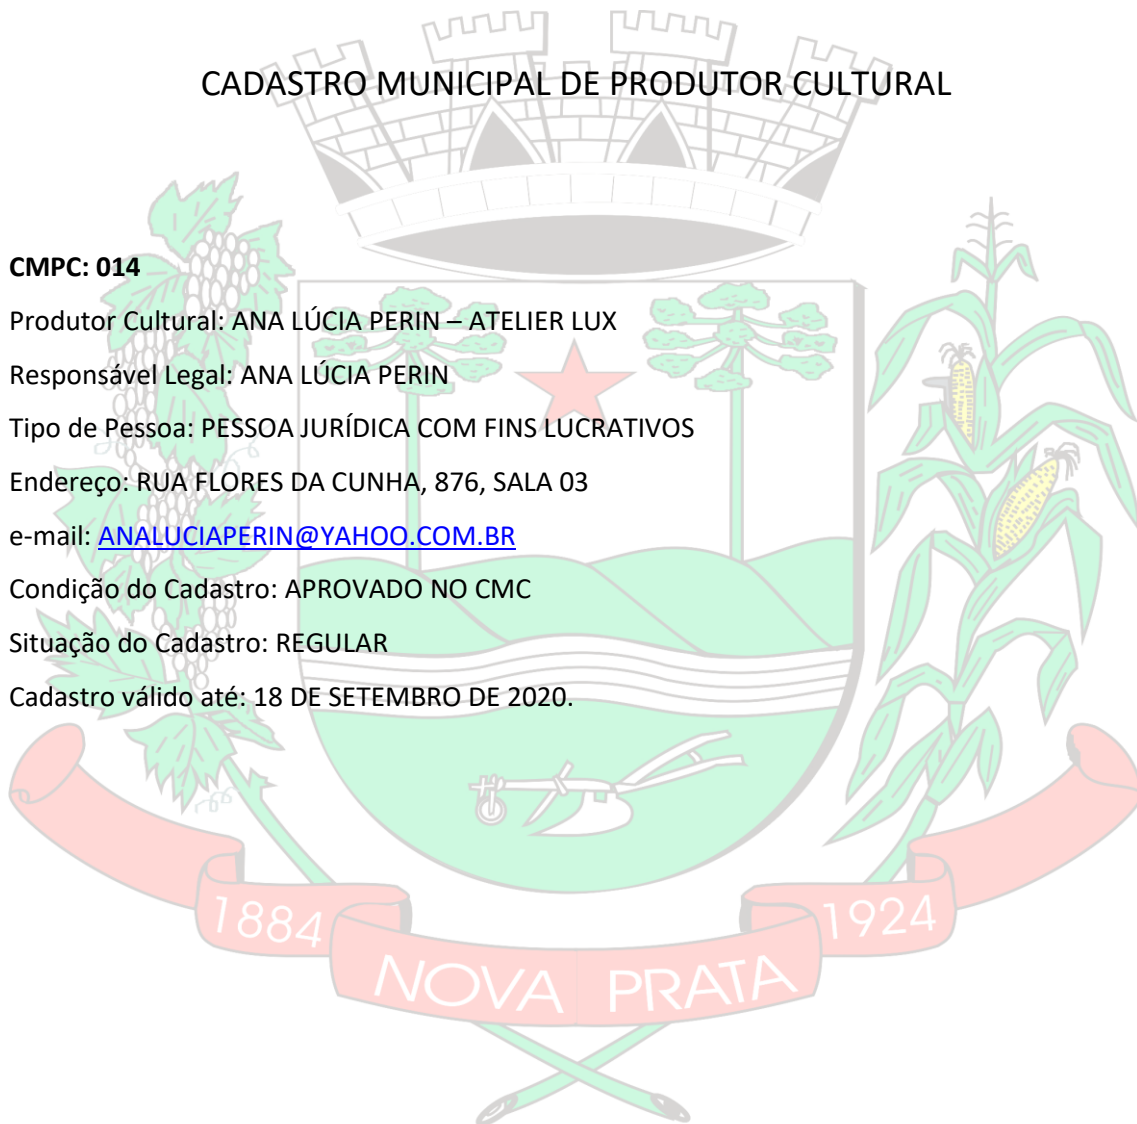 CADASTRO MUNICIPAL DE PRODUTOR CULTURAL
CMPC: 014
Produtor Cultural: ANA LÚCIA PERIN – ATELIER LUX
Responsável Legal: ANA LÚCIA PERIN
Tipo de Pessoa: PESSOA JURÍDICA COM FINS LUCRATIVOS
Endereço: RUA FLORES DA CUNHA, 876, SALA 03
e-mail: ANALUCIAPERIN@YAHOO.COM.BR
Condição do Cadastro: APROVADO NO CMC
Situação do Cadastro: REGULAR
Cadastro válido até: 18 DE SETEMBRO DE 2020.
1884
NOVA PRATA
1924